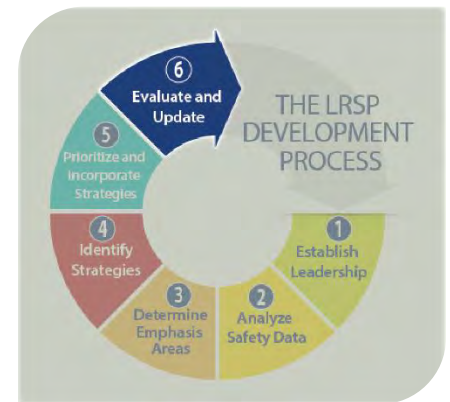 THE LRSP
DEVELOPMENT
PROCESS
1
Establish
Leadership
2
Analyze
Safety Data
3
Determine
Emphasis
Areas
4
Identify
Strategies
5
Prioritize and
Incorporate
Strategies
6
Evaluate and
Update